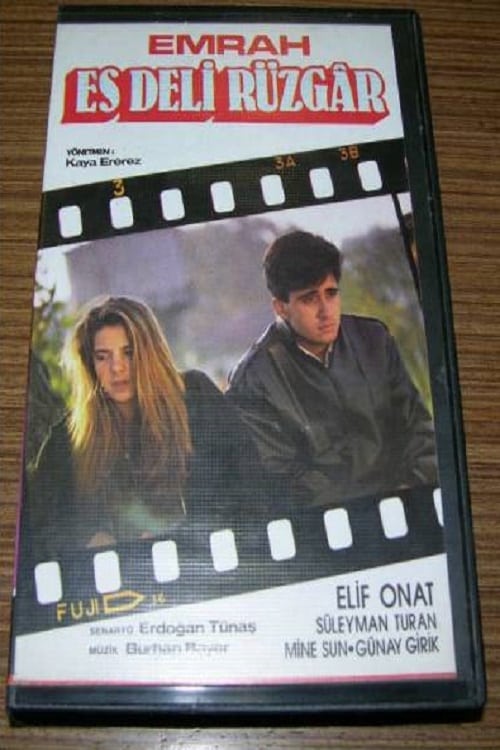 EMRAH
ES DELİ RÜZGÂR
YÖNETMEN :
Kaya Ererez
3
3A
3B
FUJI
ELİF ONAT
SÜLEYMAN TURAN
MİNE SUN • GÜNAY GİRİK
SENARYO Erdoğan Tünaş
MÜZİK Burhan Bayar